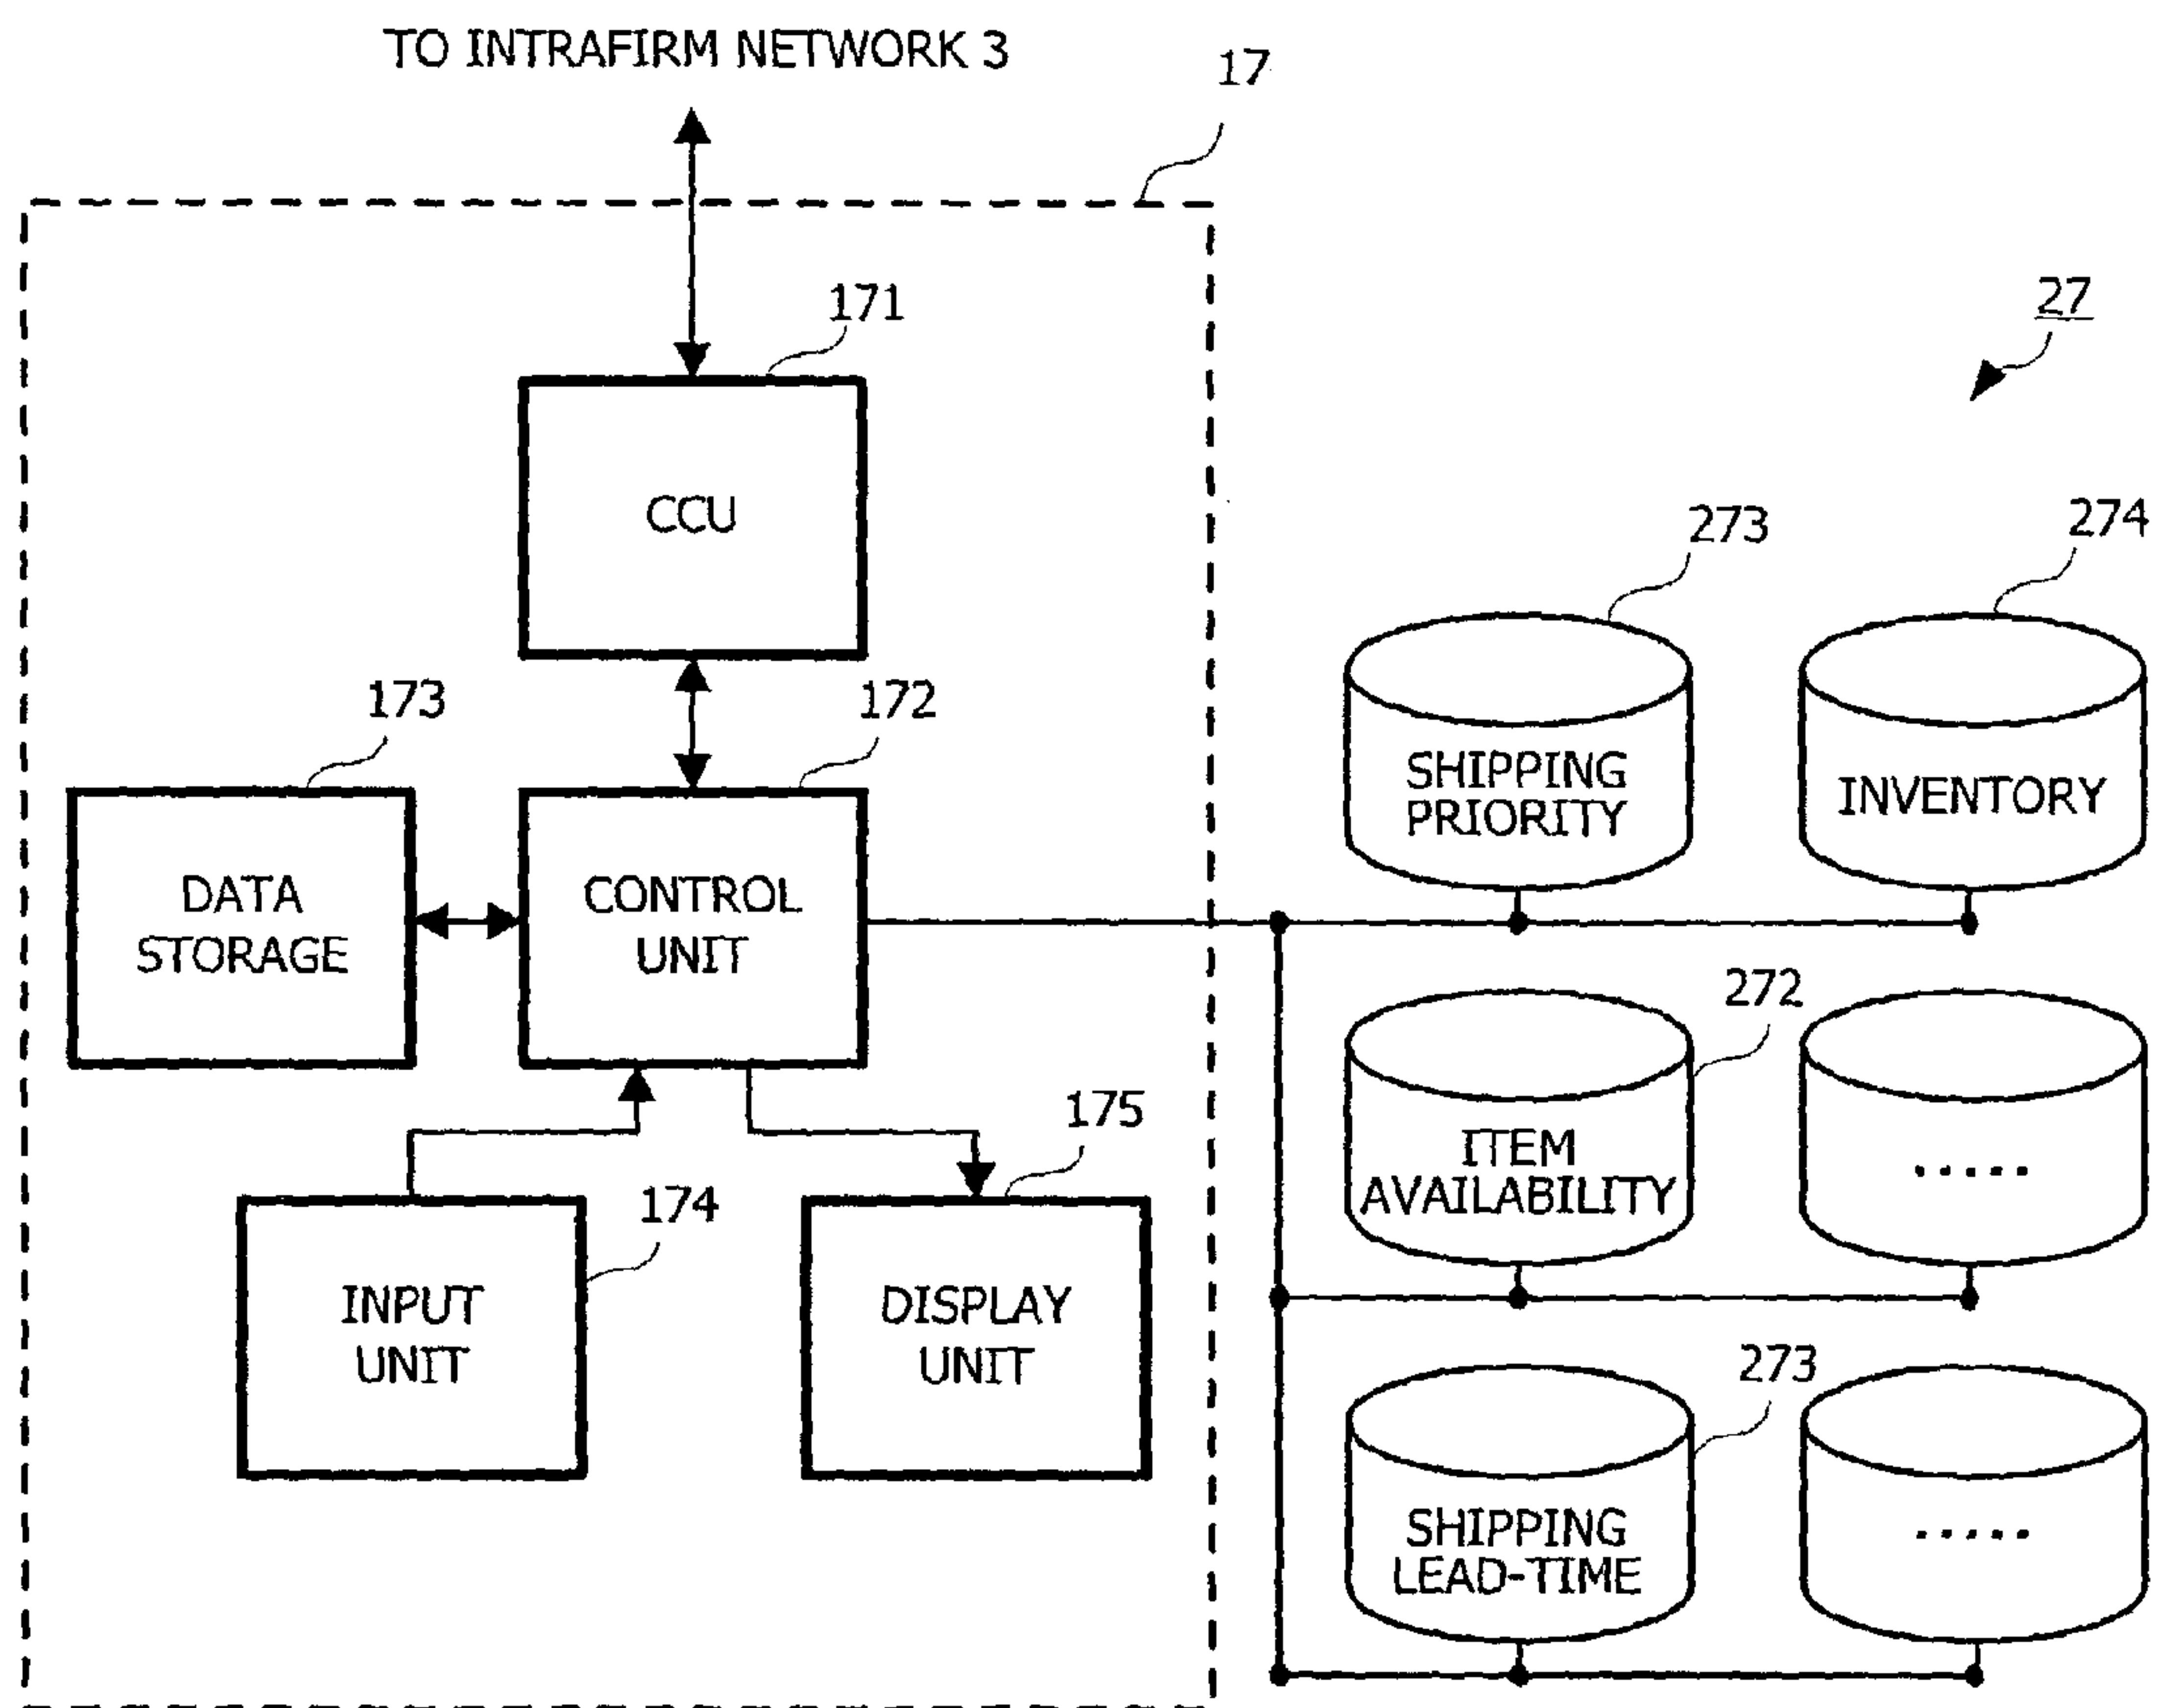 TO INTRAFIRM NETWORK 3
17
27
171
CCU
173
172
DATA
STORAGE
CONTROL
UNIT
174
INPUT
UNIT
175
DISPLAY
UNIT
273
SHIPPING
PRIORITY
274
INVENTORY
272
ITEM
AVAILABILITY
.....
273
SHIPPING
LEAD-TIME
.....